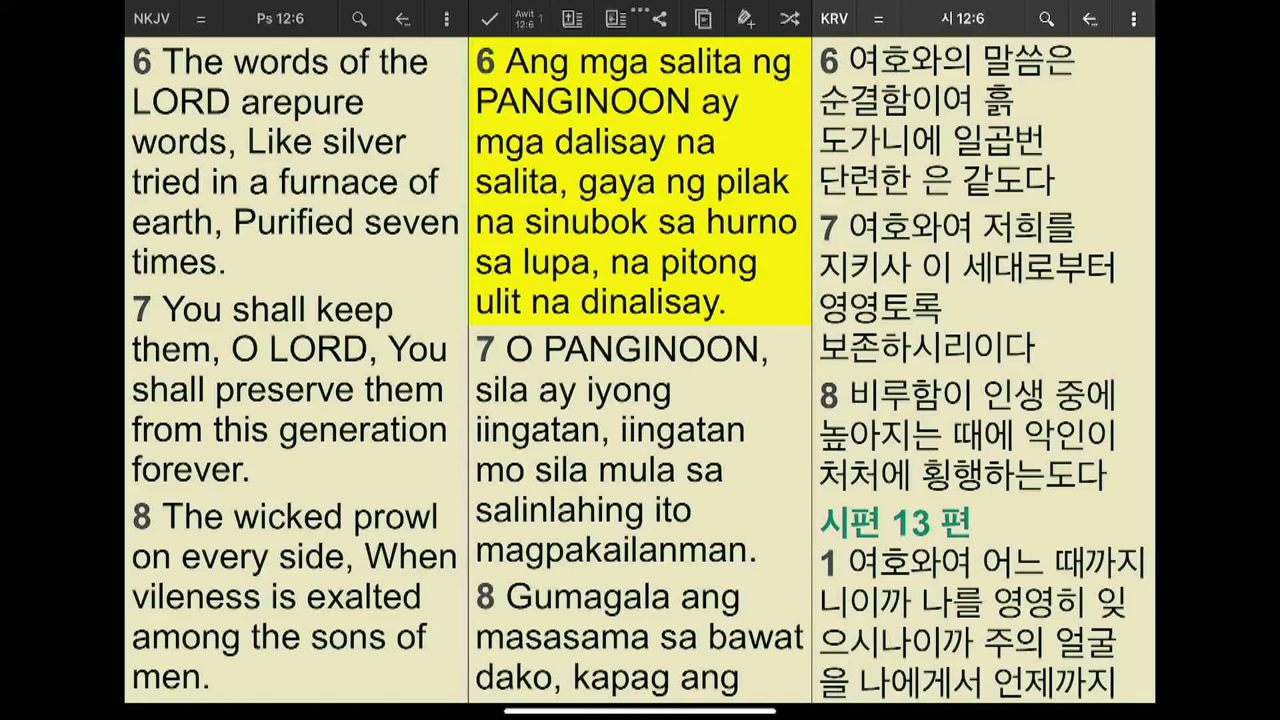 NKJV = Ps 12:6
6 The words of the
LORD arepure
words, Like silver
tried in a furnace of
earth, Purified seven
times.
7 You shall keep
them, O LORD, You
shall preserve them
from this generation
forever.
8 The wicked prowl
on every side, When
vileness is exalted
among the sons of
men.
Awit 1
12:6
6 Ang mga salita ng
PANGINOON ay
mga dalisay na
salita, gaya ng pilak
na sinubok sa hurno
sa lupa, na pitong
ulit na dinalisay.
7 O PANGINOON,
sila ay iyong
iingatan, iingatan
mo sila mula sa
salinlahing ito
magpakailanman.
8 Gumagala ang
masasama sa bawat
dako, kapag ang
KRV = 시 12:6
6 여호와의 말씀은
순결함이여 흙
도가니에 일곱번
단련한 은 같도다
7 여호와여 저희를
지키사 이 세대로부터
영영토록
보존하시리이다
8 비루함이 인생 중에
높아지는 때에 악인이
처처에 횡행하는도다
시편 13 편
1 여호와여 어느 때까지
니이까 나를 영영히 잊
으시나이까 주의 얼굴
을 나에게서 언제까지